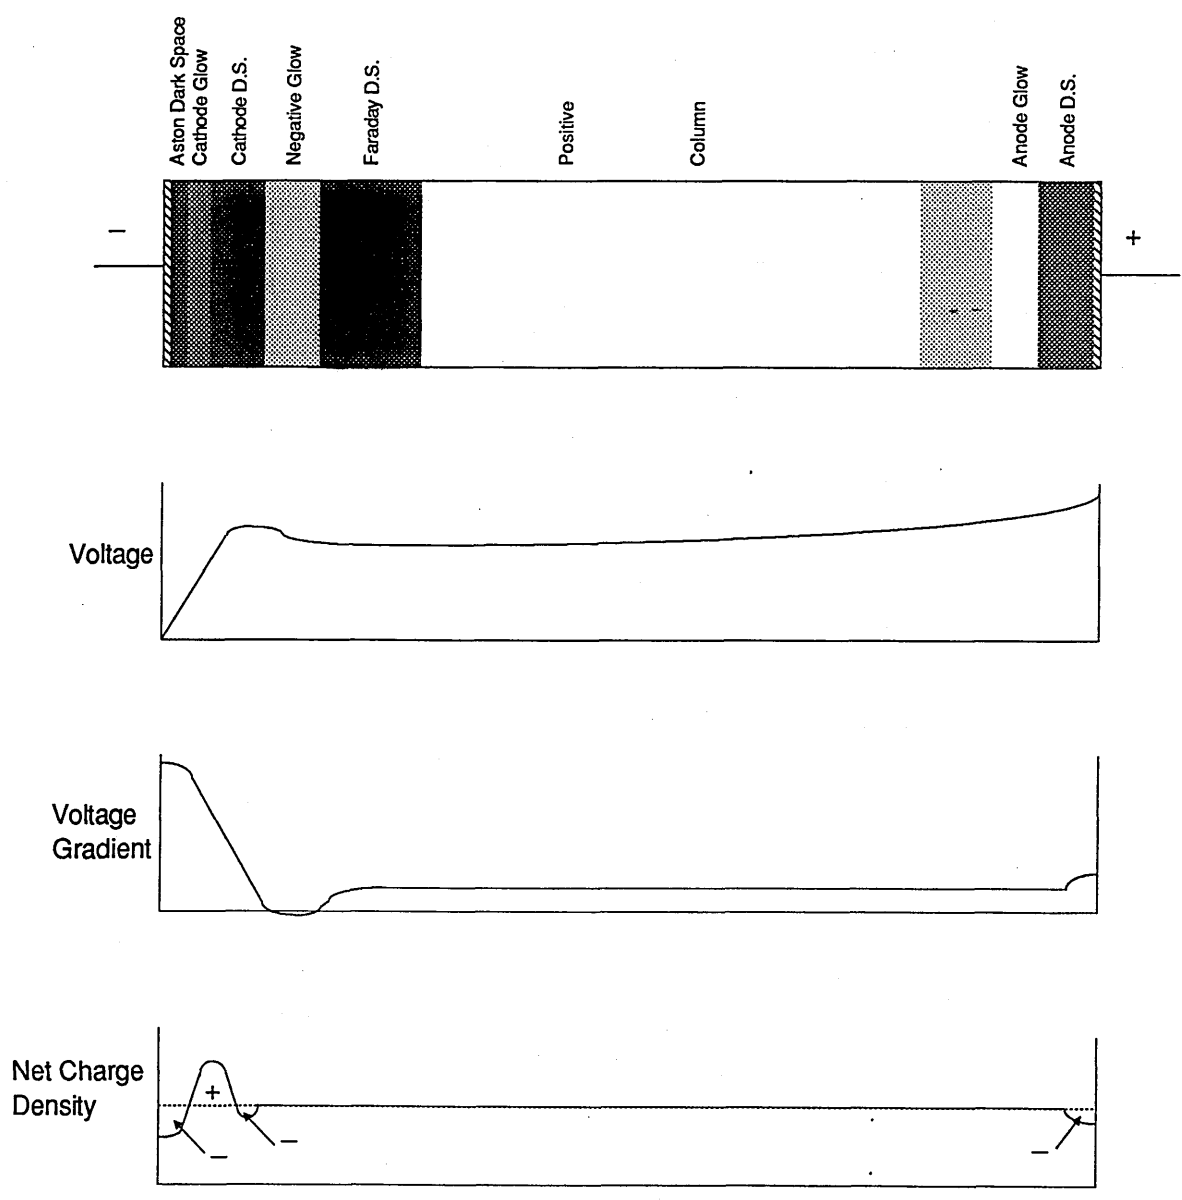 Aston Dark Space
Cathode Glow
Cathode D.S.
Negative Glow
Faraday D.S.
Positive
Column
Anode Glow
Anode D.S.
−
+
Voltage
Voltage
Gradient
Net Charge
Density
+
−
−
−